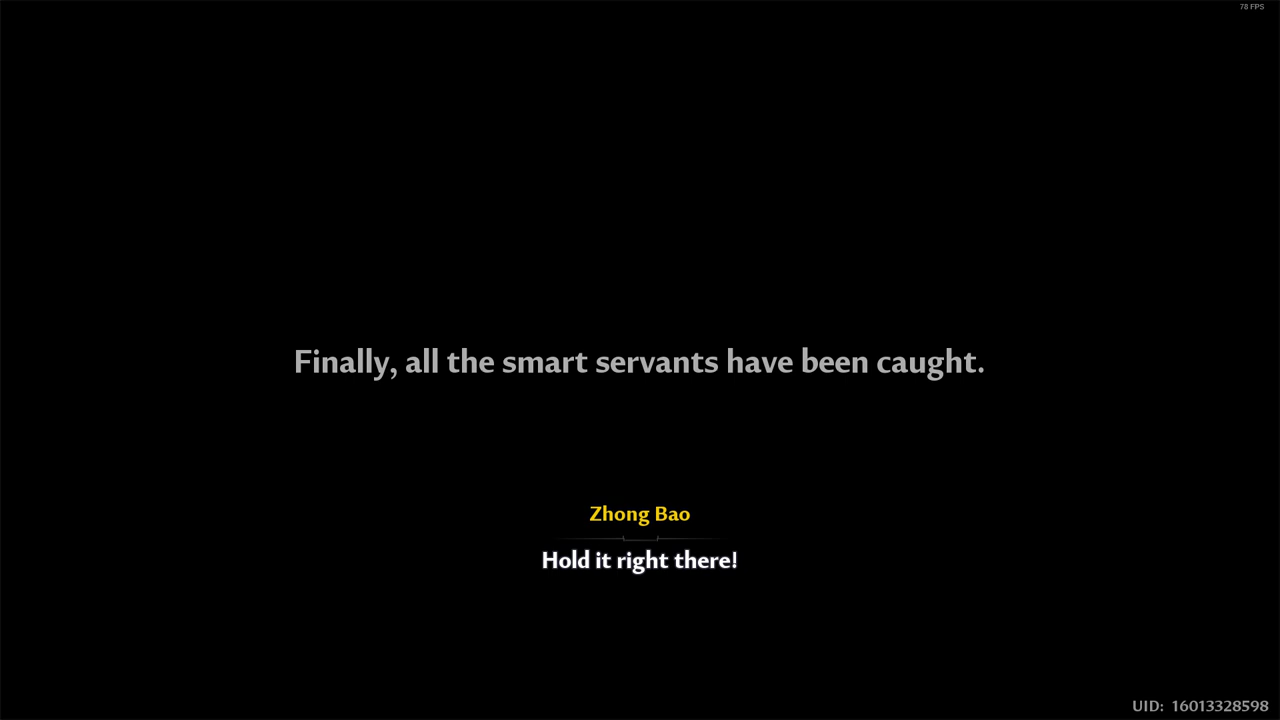 78 FPS
Finally, all the smart servants have been caught.
Zhong Bao
Hold it right there!
UID: 16013328598